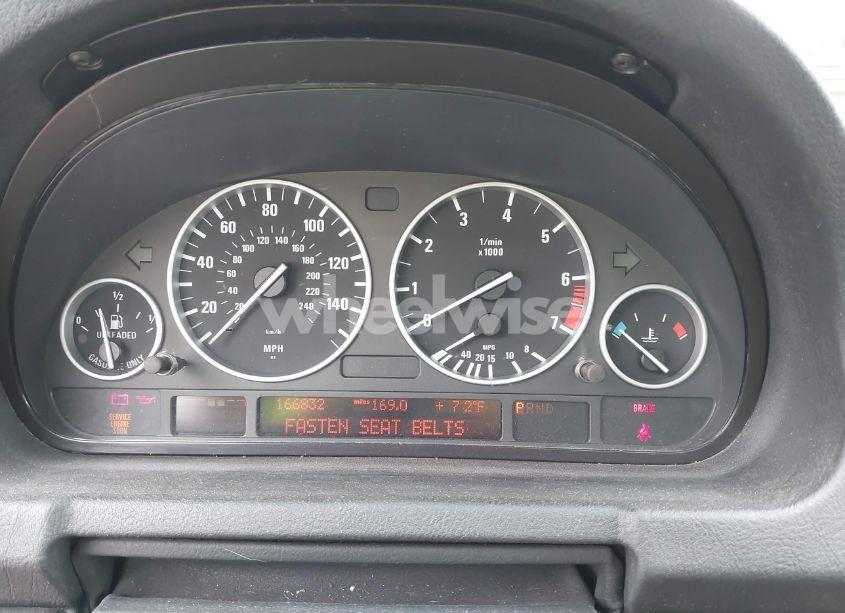 80
60 100
120 140
100 160
40 80 180 120
60 200
40 220
20 20 240 140
km/h
MPH
3 4
2 5
1/min
x1000
1 6
0 7
MPG
40 20 15 10 8
0 1/2
UNLEADED
GASOLINE ONLY
wheelwise
SERVICE
ENGINE
SOON
166832 miles 169.0 + 72°F PRND
FASTEN SEAT BELTS
BRAKE